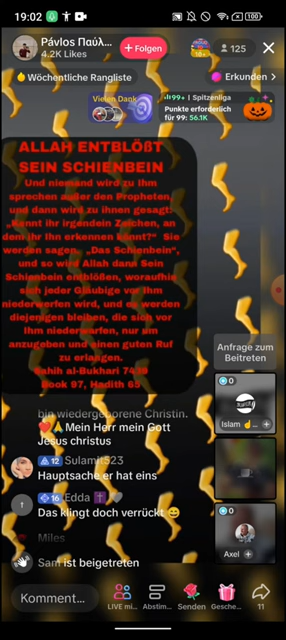 19:02
100
Pávlos Παύλ...
4.2K Likes
+ Folgen
18+
125
Wöchentliche Rangliste
Erkunden >
Vielen Dank
99+ | Spitzenliga
Punkte erforderlich
für 99: 56.1K
ALLAH ENTBLÖßT
SEIN SCHIENBEIN
Und niemand wird zu Ihm
sprechen außer den Propheten,
und dann wird zu ihnen gesagt:
„Kennt ihr irgendein Zeichen, an
dem ihr Ihn erkennen könnt?“ Sie
werden sagen: „Das Schienbein“,
und so wird Allah dann Sein
Schienbein entblößen, woraufhin
sich jeder Gläubige vor Ihm
niederwerfen wird, und es werden
diejenigen bleiben, die sich vor
Ihm niederwerfen, nur um
anzugeben und einen guten Ruf
zu erlangen.
Sahih al-Bukhari 7439
Book 97, Hadith 65
Anfrage zum
Beitreten
0
Islam ☝️...
bin wiedergeborene Christin.
❤️🙏 Mein Herr mein Gott
Jesus christus
12 Sulamit523
Hauptsache er hat eins
16 Edda ✝️ 🩶
Das klingt doch verrückt 😄
0
Axel
Miles
Sam ist beigetreten
Komment...
LIVE mi...
Abstim...
Senden
Gesche...
11